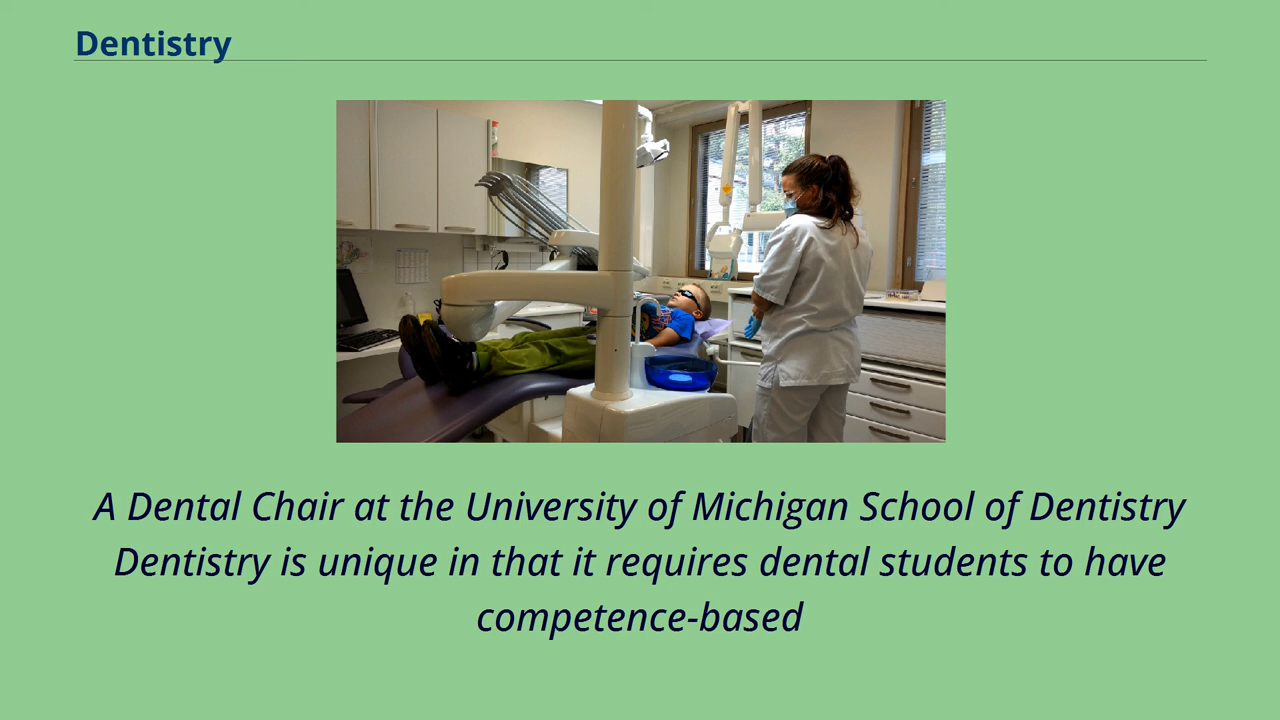 Dentistry
A Dental Chair at the University of Michigan School of Dentistry
Dentistry is unique in that it requires dental students to have
competence-based